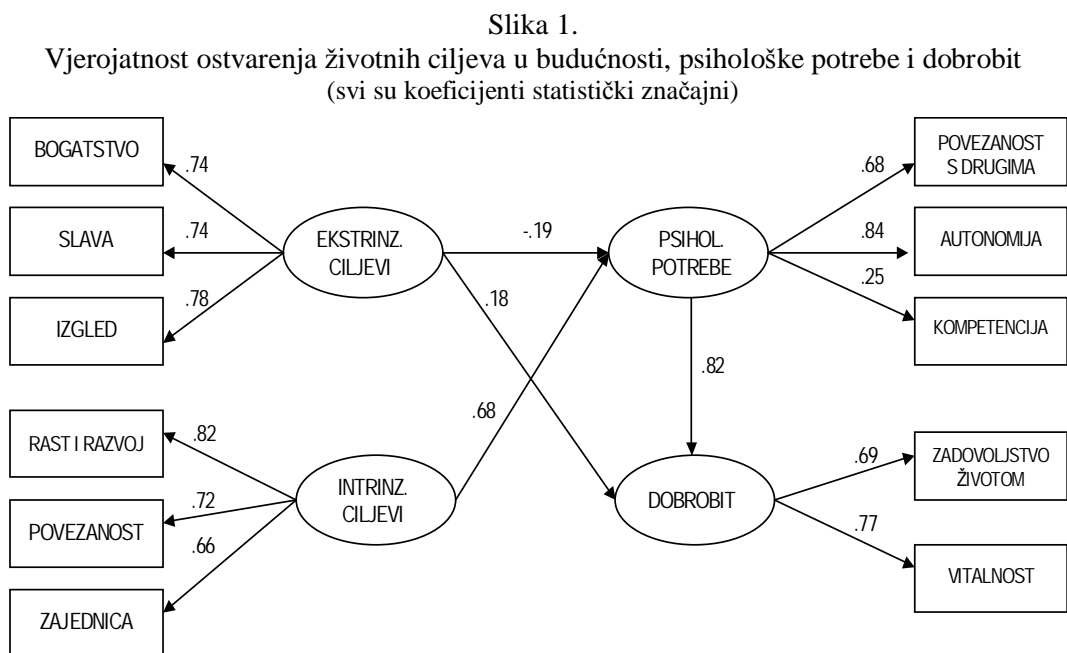 Slika 1.
Vjerojatnost ostvarenja životnih ciljeva u budućnosti, psihološke potrebe i dobrobit
(svi su koeficijenti statistički značajni)
BOGATSTVO
SLAVA
IZGLED
.74
.74
.78
EKSTRINZ.
CILJEVI
-.19
.18
PSIHOL.
POTREBE
.68
.84
.25
POVEZANOST
S DRUGIMA
AUTONOMIJA
KOMPETENCIJA
.82
.68
RAST I RAZVOJ
POVEZANOST
ZAJEDNICA
.82
.72
.66
INTRINZ.
CILJEVI
DOBROBIT
.69
.77
ZADOVOLJSTVO
ŽIVOTOM
VITALNOST